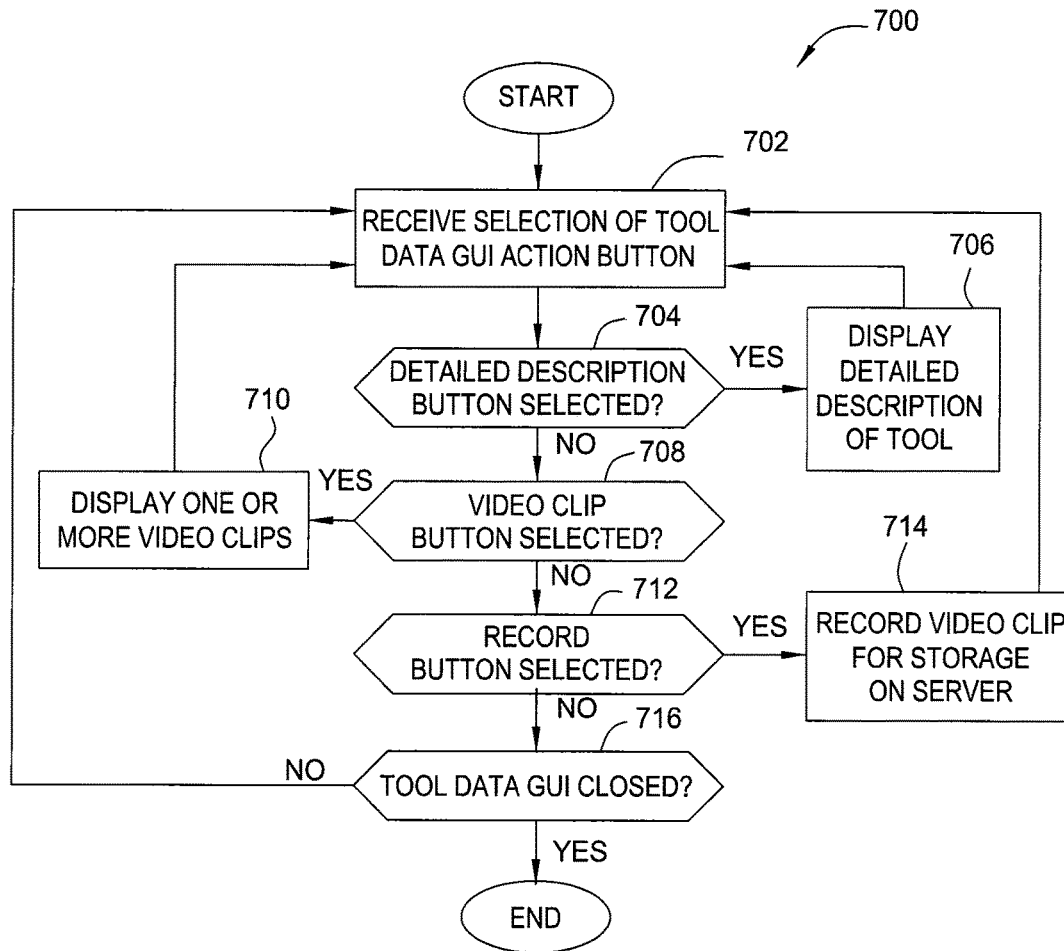 700
START
702
RECEIVE SELECTION OF TOOL
DATA GUI ACTION BUTTON
706
704
DETAILED DESCRIPTION
BUTTON SELECTED?
YES
DISPLAY
DETAILED
DESCRIPTION
OF TOOL
NO
710
708
YES
DISPLAY ONE OR
MORE VIDEO CLIPS
VIDEO CLIP
BUTTON SELECTED?
NO
714
712
RECORD
BUTTON SELECTED?
YES
RECORD VIDEO CLIP
FOR STORAGE
ON SERVER
NO
716
NO
TOOL DATA GUI CLOSED?
YES
END